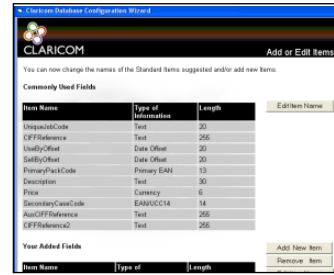 Claricom Database Configuration Wizard
CLARICOM
Add or Edit Items
You can now change the names of the Standard Items suggested and/or add new Items.
Commonly Used Fields
Item Name Type of Information Length
Edit Item Name
UniqueJobCode Text 20
CIFFReference Text 255
UseByOffset Date Offset 20
SellByOffset Date Offset 20
PrimaryPackCode Primary EAN 13
Description Text 30
Price Currency 6
SecondaryCaseCode EAN/UCC14 14
AuxCIFFReference Text 255
CIFFReference2 Text 255
Your Added Fields
Add New Item
Remove Item
Item Name Type of Length